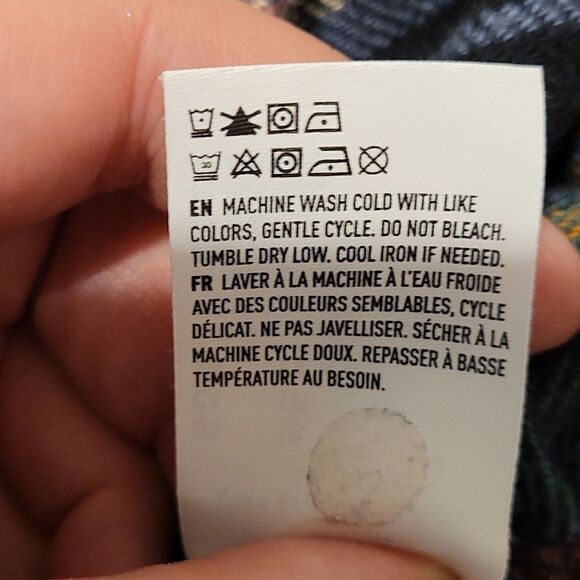 30
EN MACHINE WASH COLD WITH LIKE
COLORS, GENTLE CYCLE. DO NOT BLEACH.
TUMBLE DRY LOW. COOL IRON IF NEEDED.
FR LAVER À LA MACHINE À L'EAU FROIDE
AVEC DES COULEURS SEMBLABLES, CYCLE
DÉLICAT. NE PAS JAVELLISER. SÉCHER À LA
MACHINE CYCLE DOUX. REPASSER À BASSE
TEMPÉRATURE AU BESOIN.